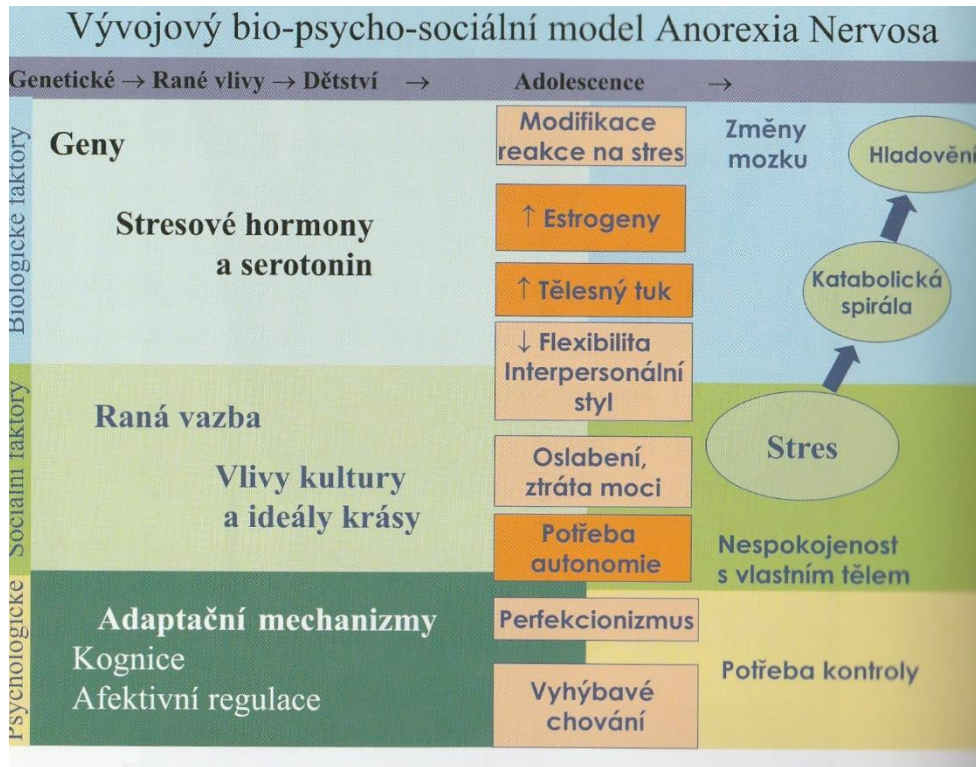 Vývojový bio-psycho-sociální model Anorexia Nervosa
Genetické → Rané vlivy → Dětství → Adolescence →
Biologické faktory
Geny
Stresové hormony
a serotonin
Modifikace
reakce na stres
↑ Estrogeny
↑ Tělesný tuk
↓ Flexibilita
Interpersonální
styl
Změny
mozku
Hladovění
Katabolická
spirála
Sociální faktory
Raná vazba
Vlivy kultury
a ideály krásy
Oslabení,
ztráta moci
Potřeba
autonomie
Stres
Nespokojenost
s vlastním tělem
Psychologické
Adaptační mechanizmy
Kognice
Afektivní regulace
Perfekcionizmus
Vyhýbavé
chování
Potřeba kontroly